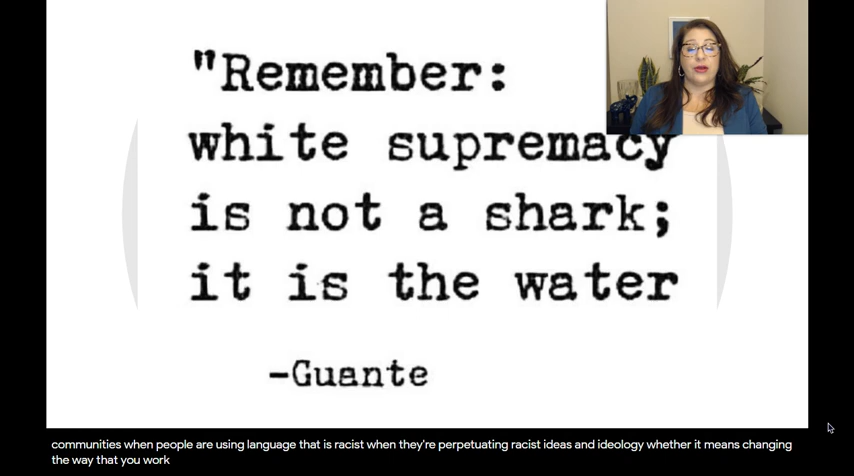 "Remember:
white supremacy
is not a shark;
it is the water
-Guante
communities when people are using language that is racist when they're perpetuating racist ideas and ideology whether it means changing
the way that you work